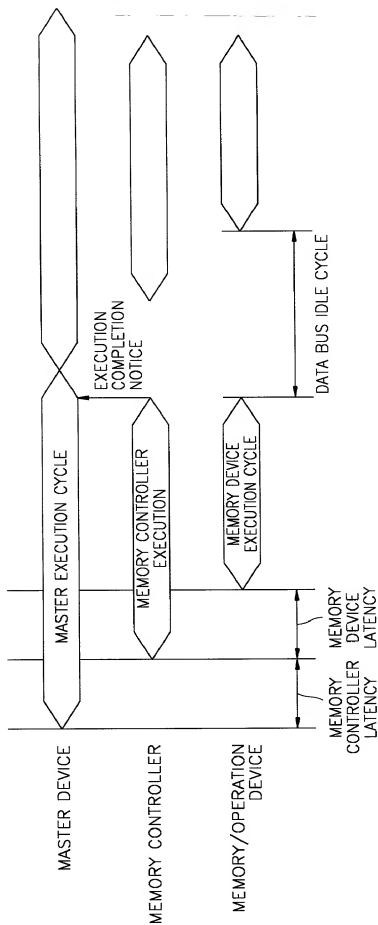 MASTER DEVICE
MASTER EXECUTION CYCLE
EXECUTION
COMPLETION
NOTICE
MEMORY CONTROLLER
MEMORY CONTROLLER
EXECUTION
MEMORY/OPERATION
DEVICE
MEMORY DEVICE
EXECUTION CYCLE
DATA BUS IDLE CYCLE
MEMORY
CONTROLLER
LATENCY
MEMORY
DEVICE
LATENCY